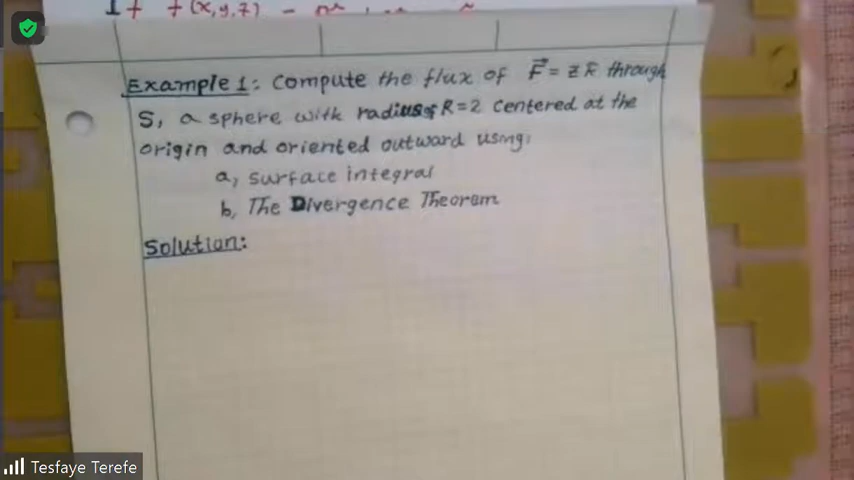 Example 1: Compute the flux of F⃗ = z k̂ through
S, a sphere with radius of R=2 centered at the
origin and oriented outward using:
a, surface integral
b, The Divergence Theorem
Solution:
Tesfaye Terefe